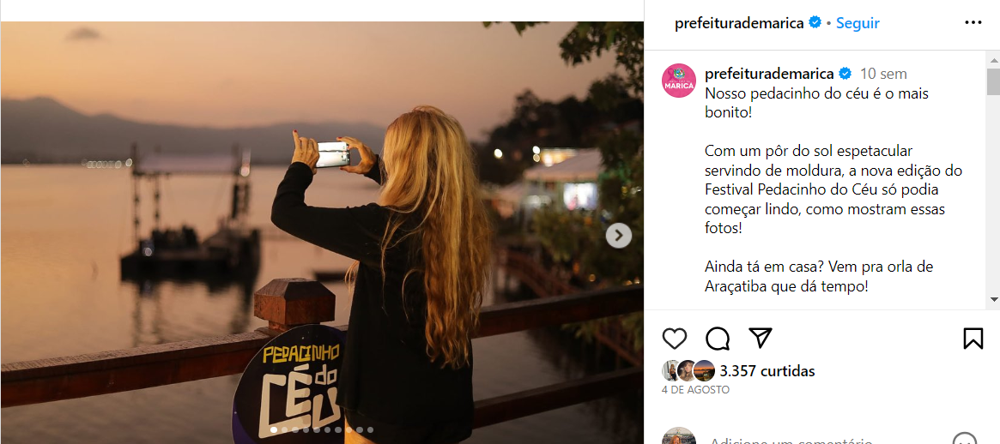 prefeiturademarica • Seguir
MARICÁ
prefeiturademarica 10 sem
Nosso pedacinho do céu é o mais
bonito!
Com um pôr do sol espetacular
servindo de moldura, a nova edição do
Festival Pedacinho do Céu só podia
começar lindo, como mostram essas
fotos!
Ainda tá em casa? Vem pra orla de
Araçatiba que dá tempo!
PEDACINHO
do
CÉU
3.357 curtidas
4 DE AGOSTO
Adicione um comentário...